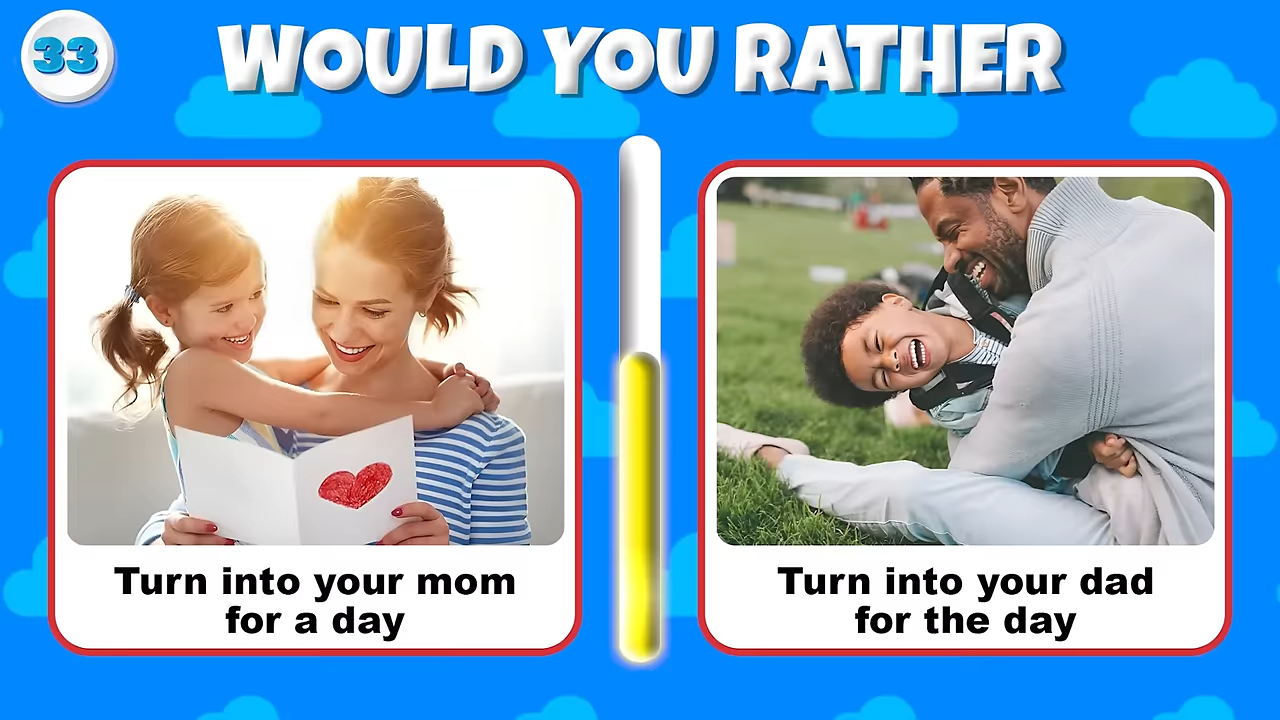 33
WOULD YOU RATHER
Turn into your mom
for a day
Turn into your dad
for the day